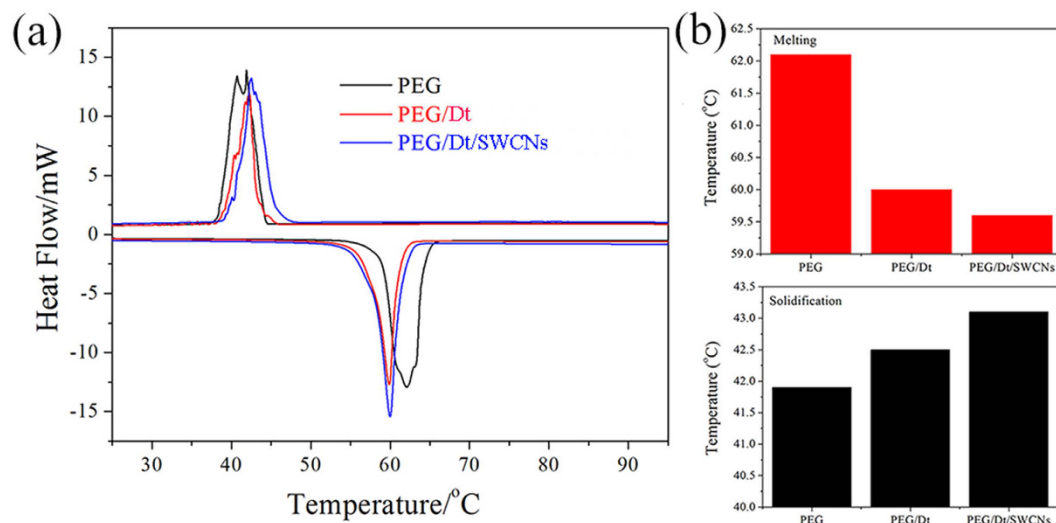 (a)
15
10
5
0
-5
-10
-15
Heat Flow/mW
PEG
PEG/Dt
PEG/Dt/SWCNs
30 40 50 60 70 80 90
Temperature/°C
(b)
Melting
62.5
62.0
61.5
61.0
60.5
60.0
59.5
59.0
Temperature (°C)
PEG PEG/Dt PEG/Dt/SWCNs
Solidification
43.5
43.0
42.5
42.0
41.5
41.0
40.5
40.0
Temperature (°C)
PEG PEG/Dt PEG/Dt/SWCNs